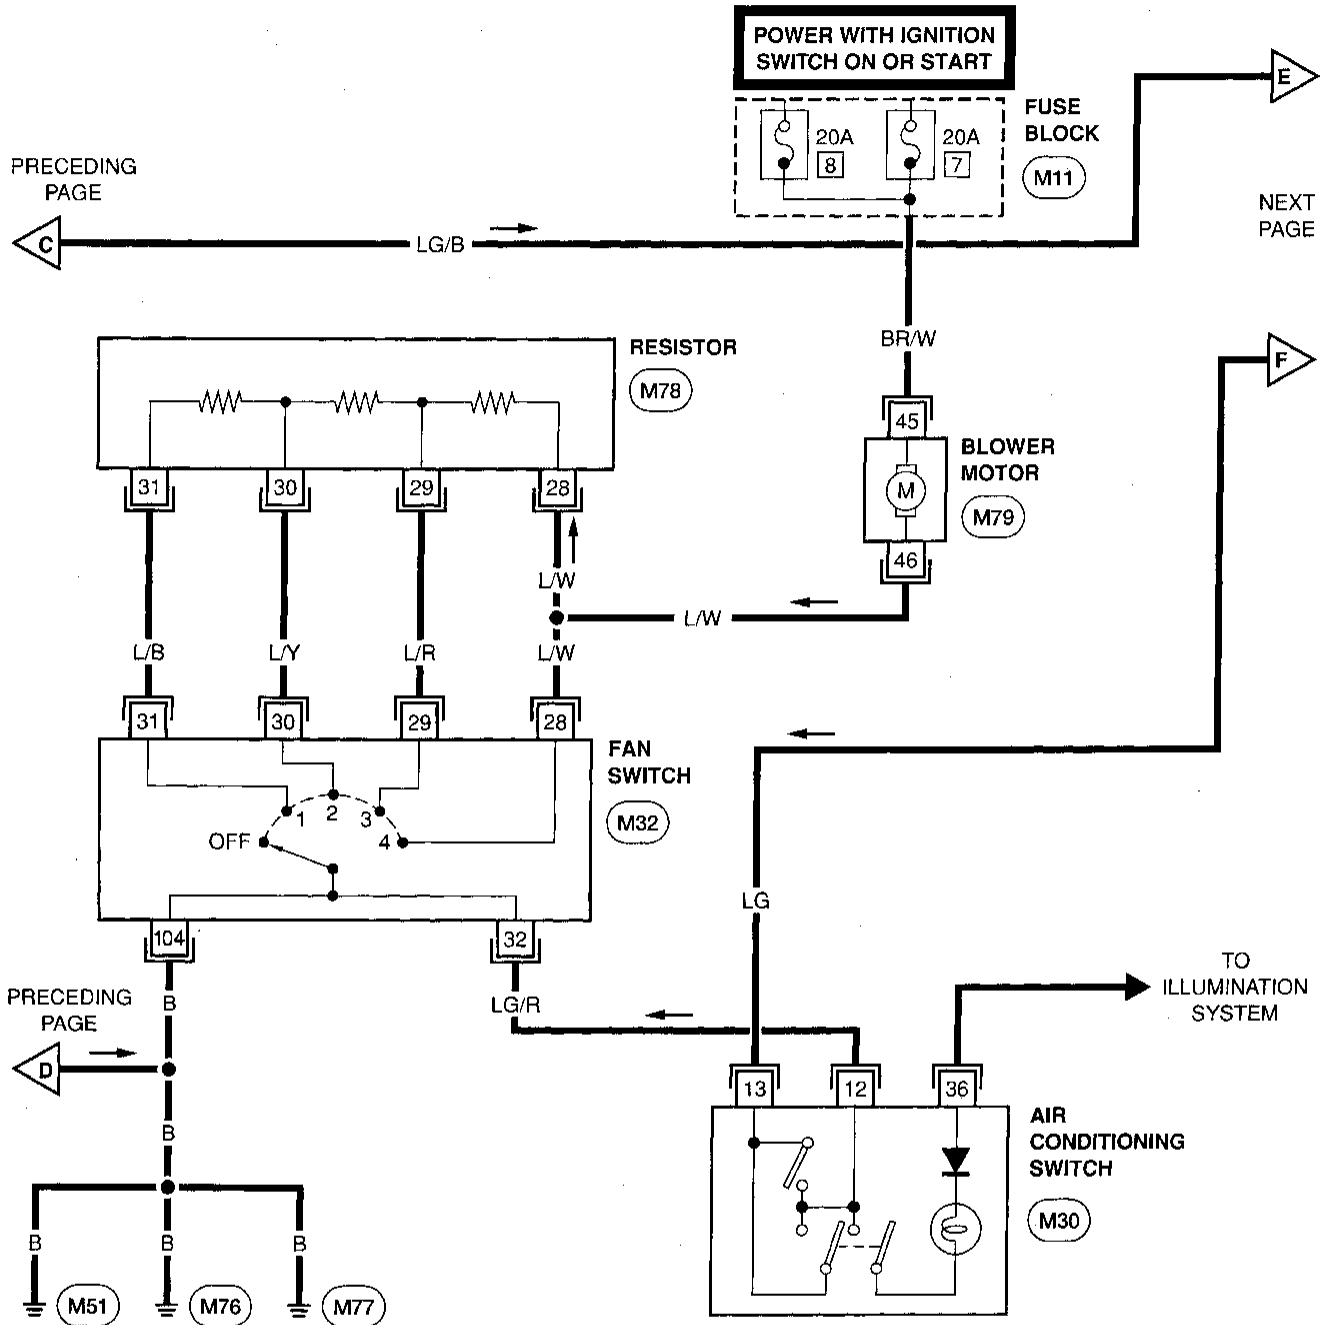 POWER WITH IGNITION
SWITCH ON OR START
E
FUSE
BLOCK
20A
8
20A
7
M11
PRECEDING
PAGE
NEXT
PAGE
C
LG/B
BR/W
RESISTOR
M78
F
45
BLOWER
MOTOR
M
M79
31
30
29
28
46
L/W
L/W
L/B
L/Y
L/R
L/W
31
30
29
28
FAN
SWITCH
M32
1
2
3
OFF
4
LG
104
32
TO
ILLUMINATION
SYSTEM
PRECEDING
PAGE
B
LG/R
D
13
12
36
B
AIR
CONDITIONING
SWITCH
M30
B
B
B
M51
M76
M77